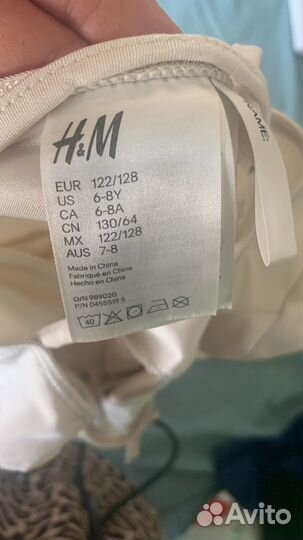 H&M
EUR 122/128
US 6-8Y
CA 6-8A
CN 130/64
MX 122/128
AUS 7-8
Made in China
Fabriqué en Chine
Hecho en China
O/N 989020
P/N 0455519 5
40
NAME:
Avito